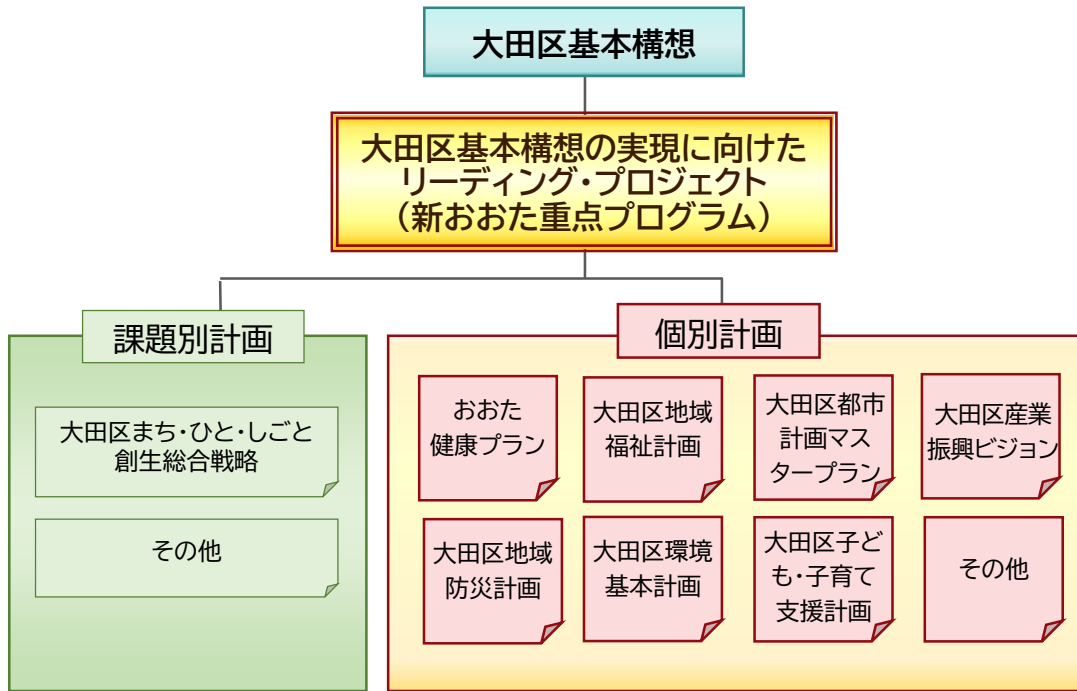 大田区基本構想
大田区基本構想の実現に向けた
リーディング・プロジェクト
（新おおた重点プログラム）
課題別計画
大田区まち・ひと・しごと
創生総合戦略
その他
個別計画
おおた
健康プラン
大田区地域
福祉計画
大田区都市
計画マス
タープラン
大田区産業
振興ビジョン
大田区地域
防災計画
大田区環境
基本計画
大田区子ど
も・子育て
支援計画
その他